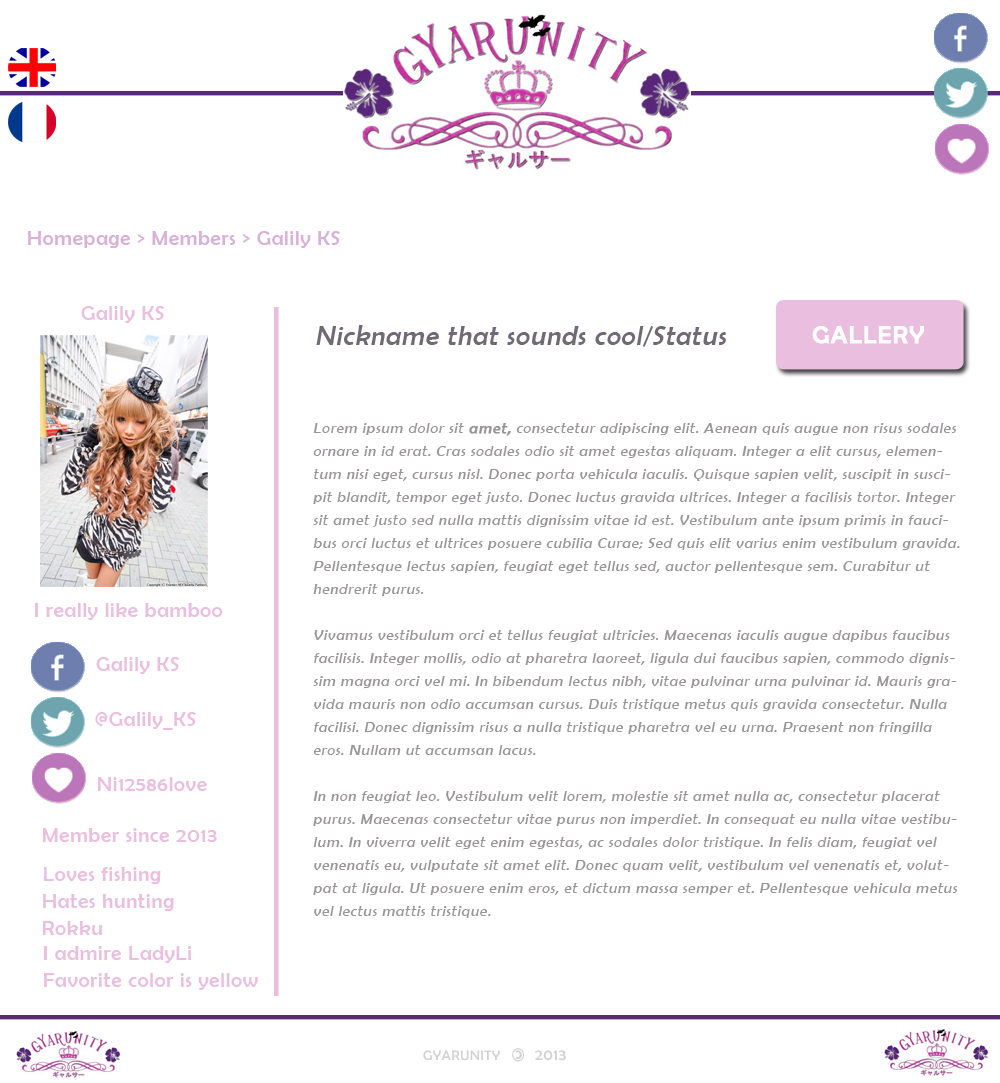 GYARUNITY
ギャルサー
Homepage > Members > Galily KS
Galily KS
I really like bamboo
Galily KS
@Galily_KS
Ni12586love
Member since 2013
Loves fishing
Hates hunting
Rokku
I admire LadyLi
Favorite color is yellow
Nickname that sounds cool/Status
GALLERY
Lorem ipsum dolor sit amet, consectetur adipiscing elit. Aenean quis augue non risus sodales
ornare in id erat. Cras sodales odio sit amet egestas aliquam. Integer a elit cursus, elemen-
tum nisi eget, cursus nisl. Donec porta vehicula iaculis. Quisque sapien velit, suscipit in susci-
pit blandit, tempor eget justo. Donec luctus gravida ultrices. Integer a facilisis tortor. Integer
sit amet justo sed nulla mattis dignissim vitae id est. Vestibulum ante ipsum primis in fauci-
bus orci luctus et ultrices posuere cubilia Curae; Sed quis elit varius enim vestibulum gravida.
Pellentesque lectus sapien, feugiat eget tellus sed, auctor pellentesque sem. Curabitur ut
hendrerit purus.
Vivamus vestibulum orci et tellus feugiat ultricies. Maecenas iaculis augue dapibus faucibus
facilisis. Integer mollis, odio at pharetra laoreet, ligula dui faucibus sapien, commodo dignis-
sim magna orci vel mi. In bibendum lectus nibh, vitae pulvinar urna pulvinar id. Mauris gra-
vida mauris non odio accumsan cursus. Duis tristique metus quis gravida consectetur. Nulla
facilisi. Donec dignissim risus a nulla tristique pharetra vel eu urna. Praesent non fringilla
eros. Nullam ut accumsan lacus.
In non feugiat leo. Vestibulum velit lorem, molestie sit amet nulla ac, consectetur placerat
purus. Maecenas consectetur vitae purus non imperdiet. In consequat eu nulla vitae vestibu-
lum. In viverra velit eget enim egestas, ac sodales dolor tristique. In felis diam, feugiat vel
venenatis eu, vulputate sit amet elit. Donec quam velit, vestibulum vel venenatis et, volut-
pat at ligula. Ut posuere enim eros, et dictum massa semper et. Pellentesque vehicula metus
vel lectus mattis tristique.
GYARUNITY
ギャルサー
GYARUNITY © 2013
GYARUNITY
ギャルサー